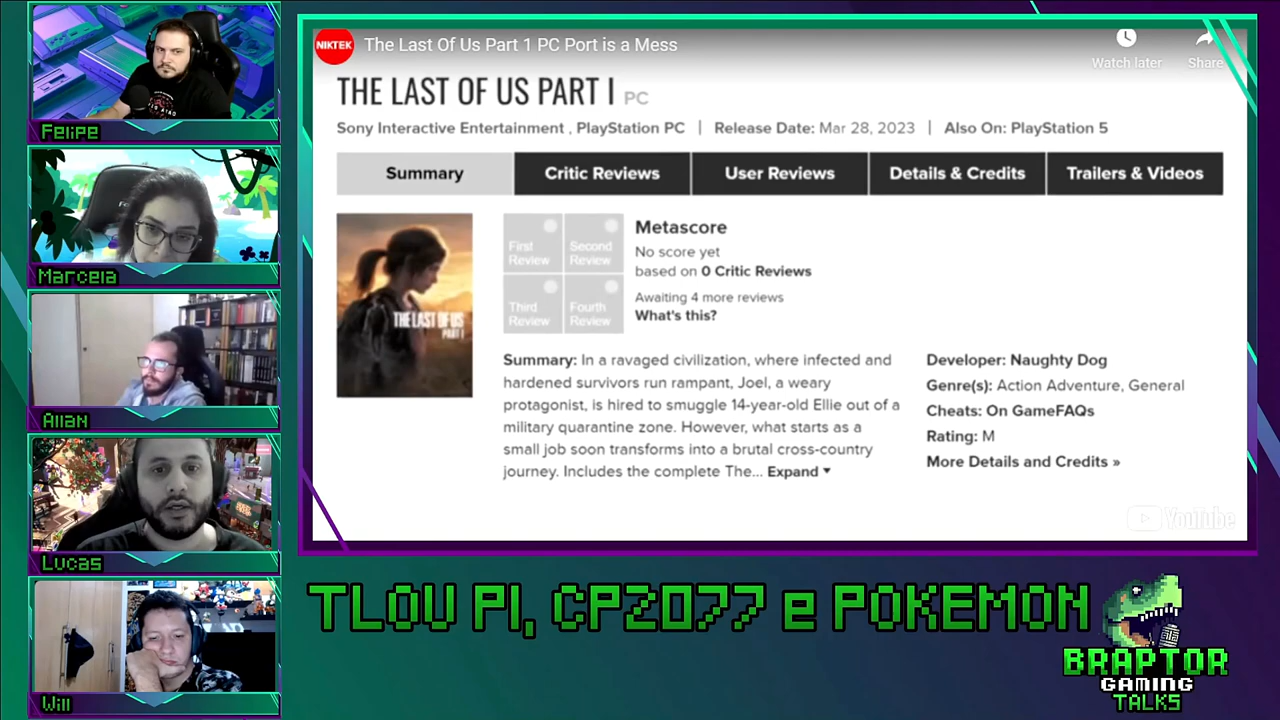 Felipe
Marcela
Allan
Lucas
Will
NIKTEK
The Last Of Us Part 1 PC Port is a Mess
Watch later
Share
THE LAST OF US PART I PC
Sony Interactive Entertainment , PlayStation PC | Release Date: Mar 28, 2023 | Also On: PlayStation 5
Summary
Critic Reviews
User Reviews
Details & Credits
Trailers & Videos
THE LAST OF US
PART I
First Review
Second Review
Third Review
Fourth Review
Metascore
No score yet
based on 0 Critic Reviews
Awaiting 4 more reviews
What's this?
Summary: In a ravaged civilization, where infected and
hardened survivors run rampant, Joel, a weary
protagonist, is hired to smuggle 14-year-old Ellie out of a
military quarantine zone. However, what starts as a
small job soon transforms into a brutal cross-country
journey. Includes the complete The... Expand
Developer: Naughty Dog
Genre(s): Action Adventure, General
Cheats: On GameFAQs
Rating: M
More Details and Credits »
YouTube
TLOU PI, CP2077 e POKEMON
BRAPTOR
GAMING
TALKS